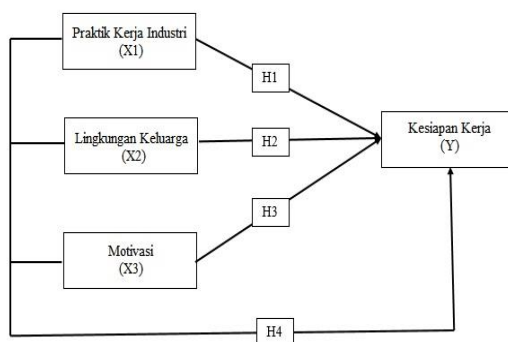 Praktik Kerja Industri
(X1)
H1
Lingkungan Keluarga
(X2)
H2
Kesiapan Kerja
(Y)
H3
Motivasi
(X3)
H4